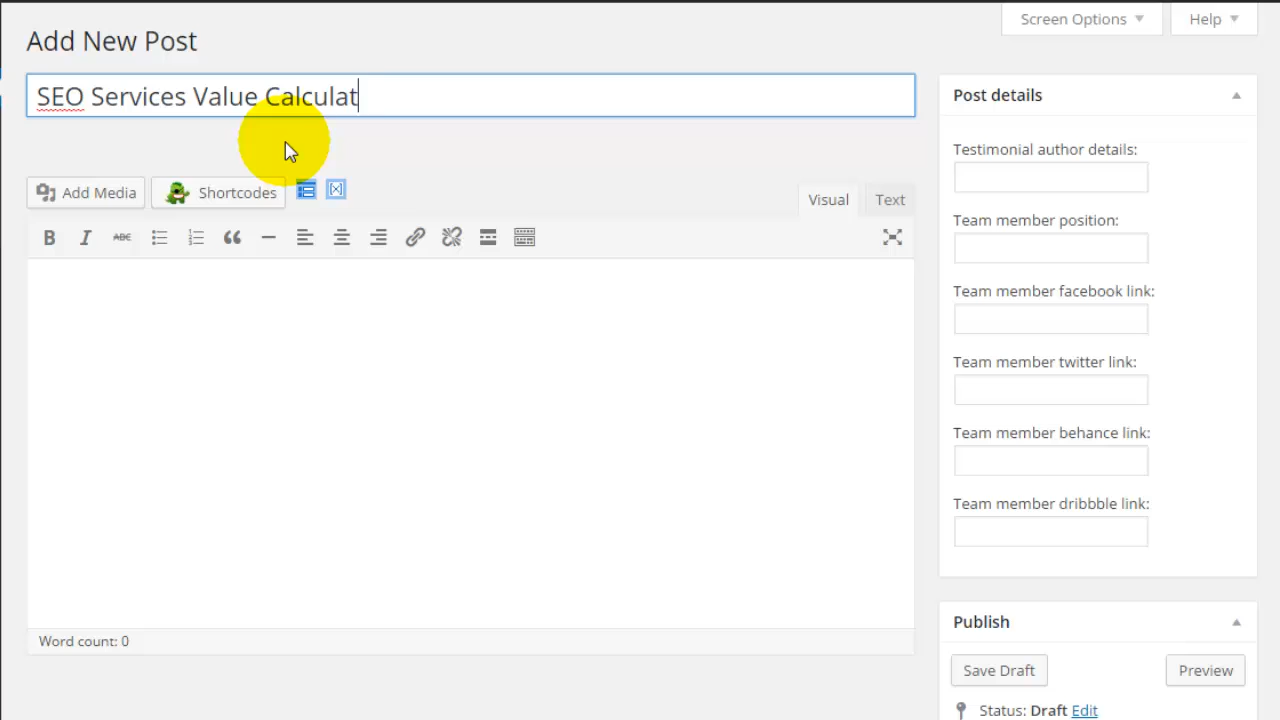 Screen Options
Help
Add New Post
SEO Services Value Calculat
Add Media
Shortcodes
Visual
Text
B
I
ABC
Word count: 0
Post details
Testimonial author details:
Team member position:
Team member facebook link:
Team member twitter link:
Team member behance link:
Team member dribbble link:
Publish
Save Draft
Preview
Status: Draft Edit